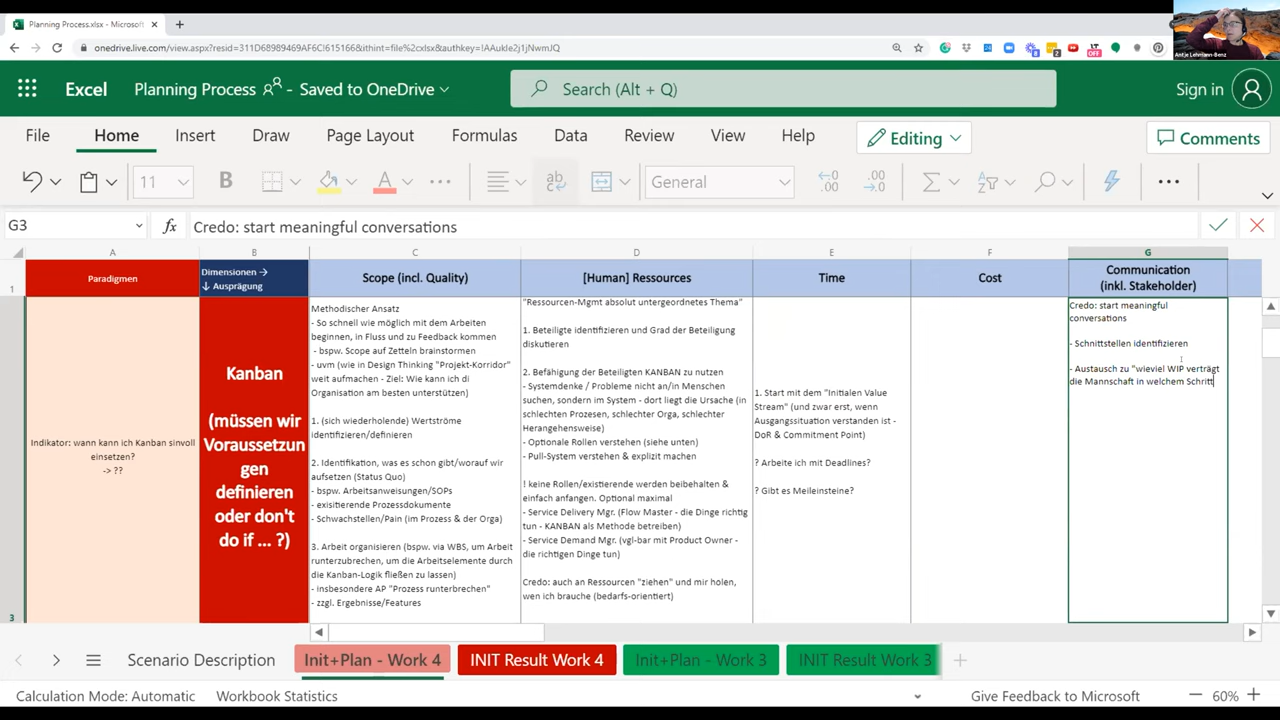 Planning Process.xlsx - Microsof
onedrive.live.com/view.aspx?resid=311D68989469AF6C!615166&ithint=file%2cxlsx&authkey=!AAukIe2j1jNwmJQ
Antje Lehmann-Benz
Excel
Planning Process - Saved to OneDrive
Search (Alt + Q)
Sign in
File Home Insert Draw Page Layout Formulas Data Review View Help
Editing
Comments
11
B
A
ab
General
G3
fx
Credo: start meaningful conversations
A B C D E F G
1
Paradigmen
Dimensionen →
↓ Ausprägung
Scope (incl. Quality)
[Human] Ressources
Time
Cost
Communication
(inkl. Stakeholder)
3
Indikator: wann kann ich Kanban sinvoll
einsetzen?
-> ??
Kanban
(müssen wir
Voraussetzun
gen
definieren
oder don't
do if ... ?)
Methodischer Ansatz
- So schnell wie möglich mit dem Arbeiten
beginnen, in Fluss und zu Feedback kommen
- bspw. Scope auf Zetteln brainstormen
- uvm (wie in Design Thinking "Projekt-Korridor"
weit aufmachen - Ziel: Wie kann ich di
Organisation am besten unterstützen)
1. (sich wiederholende) Wertströme
identifizieren/definieren
2. Identifikation, was es schon gibt/worauf wir
aufsetzen (Status Quo)
- bspw. Arbeitsanweisungen/SOPs
- exisitierende Prozessdokumente
- Schwachstellen/Pain (im Prozess & der Orga)
3. Arbeit organisieren (bspw. via WBS, um Arbeit
runterzubrechen, um die Arbeitselemente durch
die Kanban-Logik fließen zu lassen)
- insbesondere AP "Prozess runterbrechen"
- zzgl. Ergebnisse/Features
"Ressourcen-Mgmt absolut untergeordnetes Thema"
1. Beteiligte identifizieren und Grad der Beteiligung
diskutieren
2. Befähigung der Beteiligten KANBAN zu nutzen
- Systemdenke / Probleme nicht an/in Menschen
suchen, sondern im System - dort liegt die Ursache (in
schlechten Prozesen, schlechter Orga, schlechter
Herangehensweise)
- Optionale Rollen verstehen (siehe unten)
- Pull-System verstehen & explizit machen
! keine Rollen/existierende werden beibehalten &
einfach anfangen. Optional maximal
- Service Delivery Mgr. (Flow Master - die Dinge richtig
tun - KANBAN als Methode betreiben)
- Service Demand Mgr. (vgl-bar mit Product Owner -
die richtigen Dinge tun)
Credo: auch an Ressourcen "ziehen" und mir holen,
wen ich brauche (bedarfs-orientiert)
1. Start mit dem "Initialen Value
Stream" (und zwar erst, wenn
Ausgangssituation verstanden ist -
DoR & Commitment Point)
? Arbeite ich mit Deadlines?
? Gibt es Meileinsteine?
Credo: start meaningful
conversations
- Schnittstellen identifizieren
- Austausch zu "wieviel WIP verträgt
die Mannschaft in welchem Schritt
Scenario Description
Init+Plan - Work 4
INIT Result Work 4
Init+Plan - Work 3
INIT Result Work 3
Calculation Mode: Automatic
Workbook Statistics
Give Feedback to Microsoft
60%